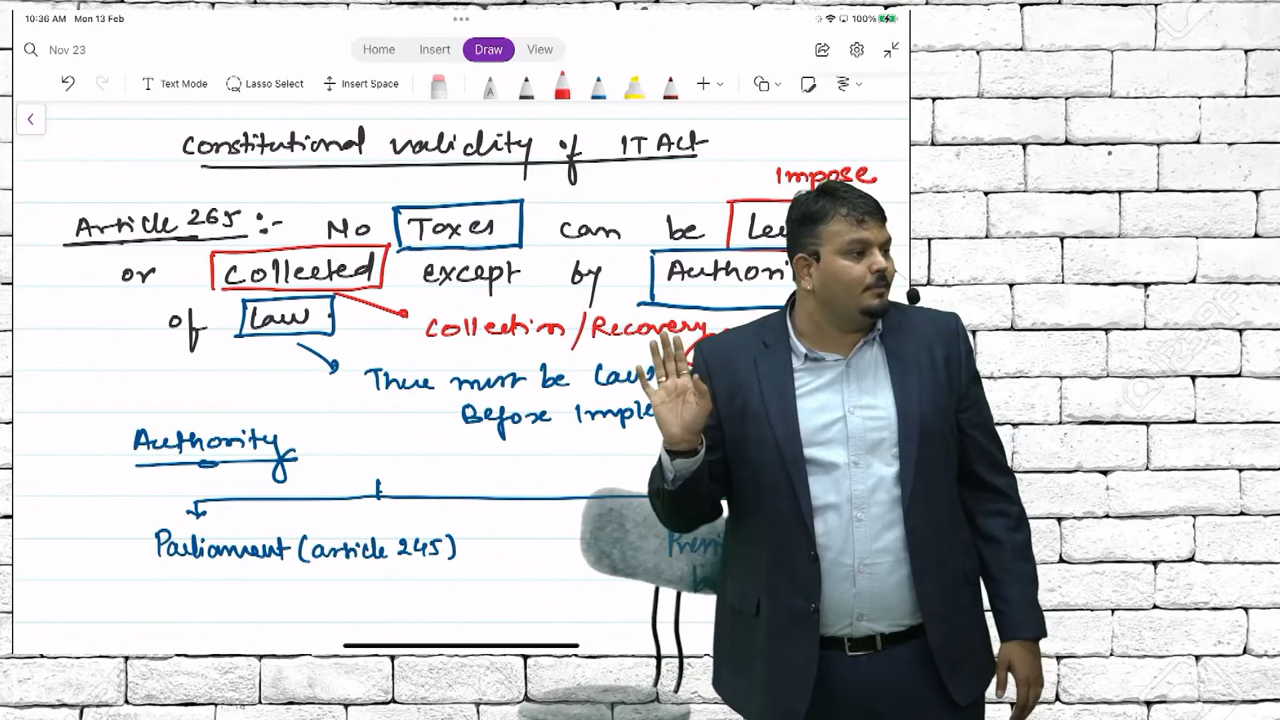 10:36 AM Mon 13 Feb
100%
Nov 23
Home Insert Draw View
Text Mode Lasso Select Insert Space
Constitutional validity of IT Act
Impose
Article 265 :- No Taxes can be
or collected except by
of Law.
Collection/Recovery
There must be Law
Before
Authority
Parliament (article 245)